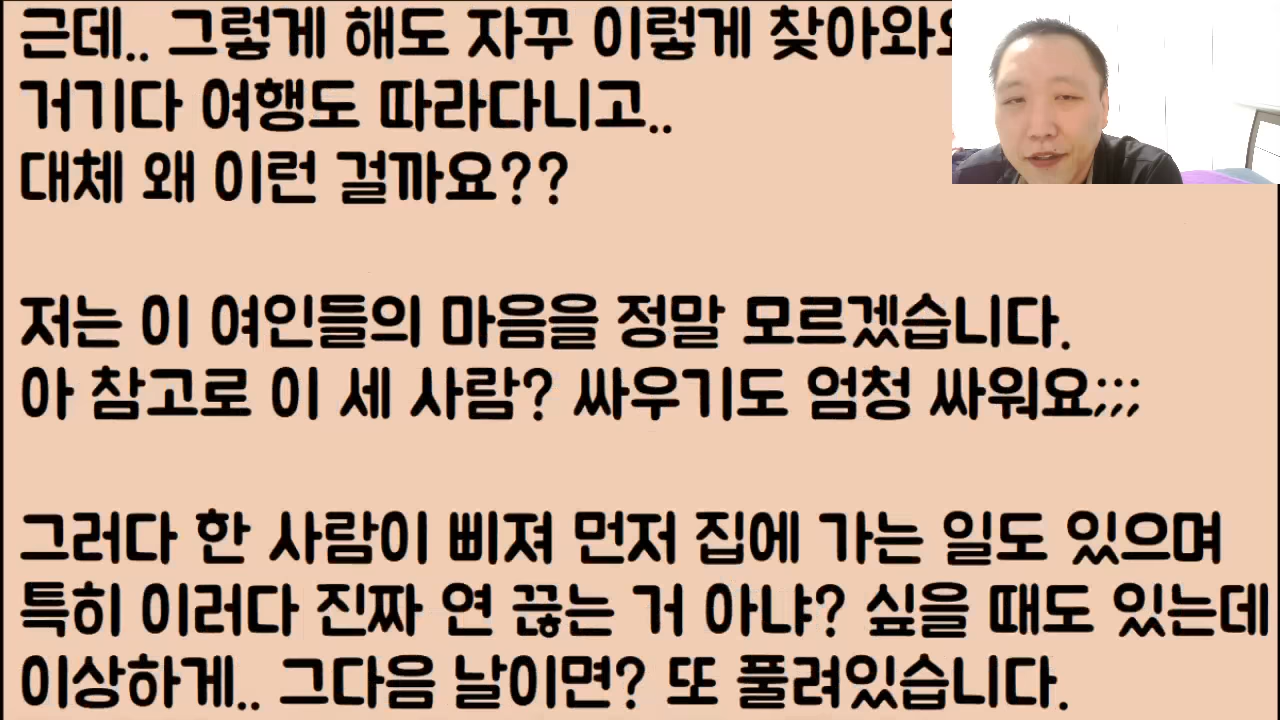 근데.. 그렇게 해도 자꾸 이렇게 찾아와
거기다 여행도 따라다니고..
대체 왜 이런 걸까요??
저는 이 여인들의 마음을 정말 모르겠습니다.
아 참고로 이 세 사람? 싸우기도 엄청 싸워요;;;
그러다 한 사람이 삐져 먼저 집에 가는 일도 있으며
특히 이러다 진짜 연 끊는 거 아냐? 싶을 때도 있는데
이상하게.. 그다음 날이면? 또 풀려있습니다.